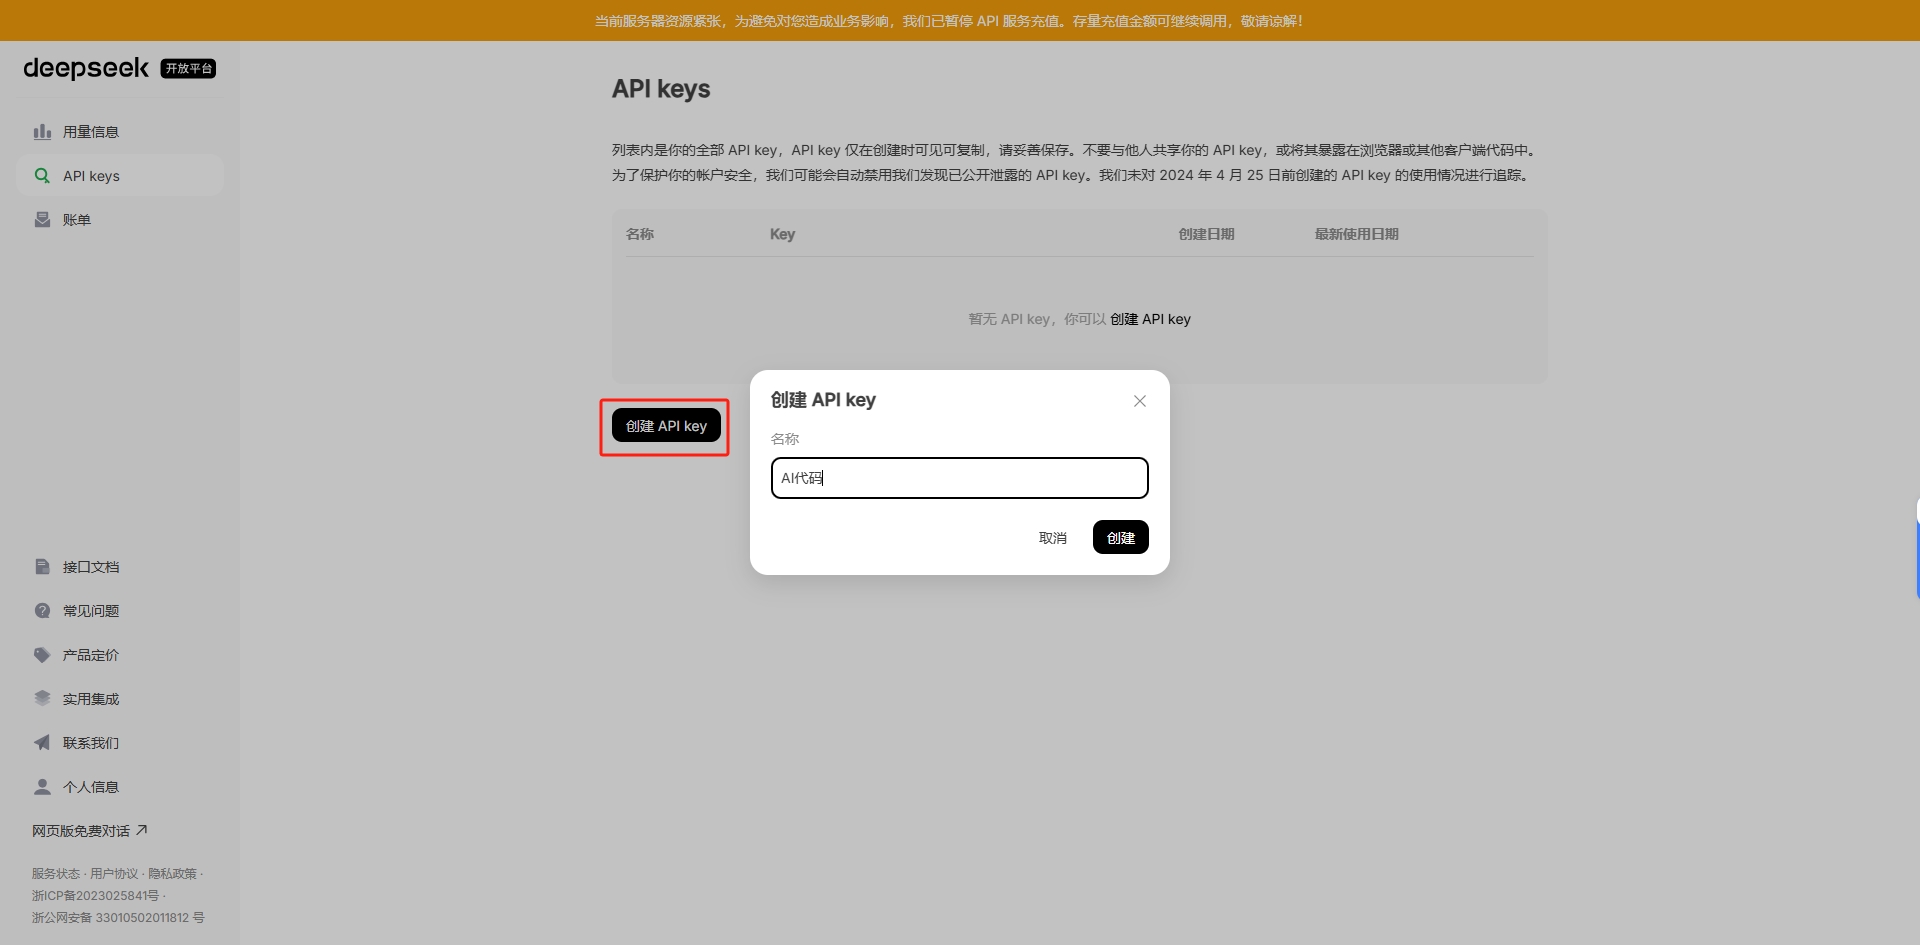 当前服务器资源紧张，为避免对您造成业务影响，我们已暂停 API 服务充值。存量充值金额可继续调用，敬请谅解！
deepseek 开放平台
用量信息
API keys
账单
接口文档
常见问题
产品定价
实用集成
联系我们
个人信息
网页版免费对话
服务状态 · 用户协议 · 隐私政策 ·
浙ICP备2023025841号 ·
浙公网安备 33010502011812 号
API keys
列表内是你的全部 API key，API key 仅在创建时可见可复制，请妥善保存。不要与他人共享你的 API key，或将其暴露在浏览器或其他客户端代码中。
为了保护你的帐户安全，我们可能会自动禁用我们发现已公开泄露的 API key。我们未对 2024 年 4 月 25 日前创建的 API key 的使用情况进行追踪。
名称 Key 创建日期 最新使用日期
暂无 API key，你可以 创建 API key
创建 API key
创建 API key
名称
AI代码
取消 创建